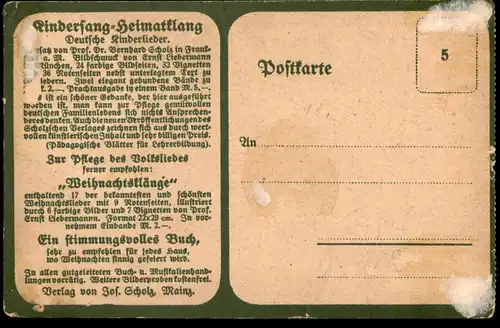 Kindersang-Heimatklang
Deutsche Kinderlieder.
satz von Prof. Dr. Bernhard Scholz in Frank-
a. M. Bildschmuck von Ernst Liebermann
München, 24 farbige Bildseiten, 32 Vignetten
36 Notenseiten nebst unterlegtem Text zu
liedern. Zwei elegant gebundene Bände zu
k. 2.—. Prachtausgabe in einem Band M. 5.—.
s ist ein schöner Gedanke, der hier ausgeführt
worden ist, man kann zur Pflege gemütvollen
deutschen Familienlebens sich nichts Ansprechen-
deres denken. Auch die neuen Veröffentlichungen des
Scholzschen Verlages zeichnen sich aus durch wert-
vollen künstlerischen Inhalt und sehr billigen Preis.
(Pädagogische Blätter für Lehrerbildung.)
Zur Pflege des Volksliedes
ferner empfohlen:
„Weihnachtsklänge“
enthaltend 17 der bekanntesten und schönsten
Weihnachtslieder mit 9 Notenseiten, illustriert
durch 6 farbige Bilder und 7 Vignetten von Prof.
Ernst Liebermann. Format 22x29 cm. In vor-
nehmem Einbande M. 2.—.
Ein stimmungsvolles Buch,
sehr zu empfehlen für jedes Haus,
wo Weihnachten sinnig gefeiert wird.
In allen gutgeleiteten Buch- u. Musikalienhand-
lungen vorrätig. Weitere Bilderproben kostenfrei.
Verlag von Jos. Scholz, Mainz.
Postkarte
5
An